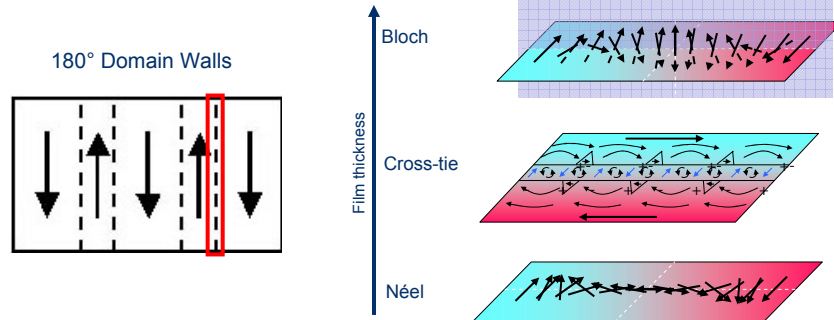 180° Domain Walls
Film thickness
Bloch
Cross-tie
Néel